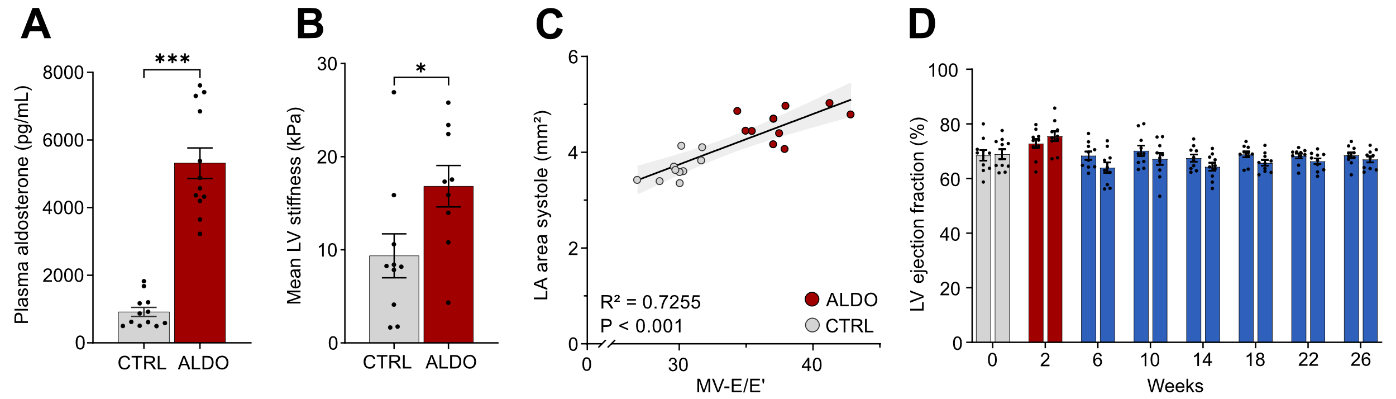 A
Plasma aldosterone (pg/mL)
8000
6000
4000
2000
0
***
CTRL ALDO
B
Mean LV stiffness (kPa)
30
20
10
0
*
CTRL ALDO
C
LA area systole (mm²)
6
4
2
0
R² = 0.7255
P < 0.001
ALDO
CTRL
0 30 40
MV-E/E'
D
LV ejection fraction (%)
100
80
60
40
20
0
0 2 6 10 14 18 22 26
Weeks